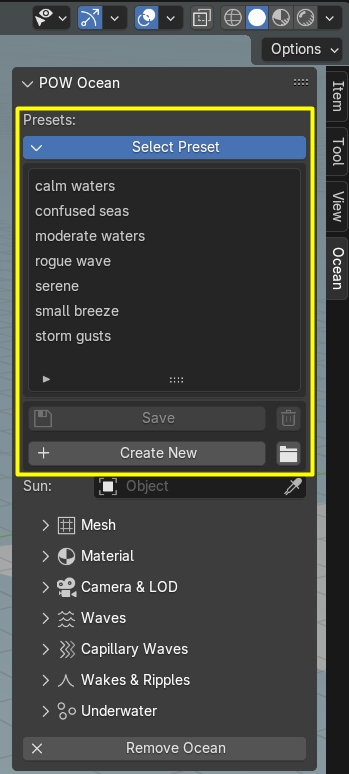 Options
POW Ocean
Presets:
Select Preset
calm waters
confused seas
moderate waters
rogue wave
serene
small breeze
storm gusts
Save
Create New
Sun:
Object
Mesh
Material
Camera & LOD
Waves
Capillary Waves
Wakes & Ripples
Underwater
Remove Ocean
Item
Tool
View
Ocean